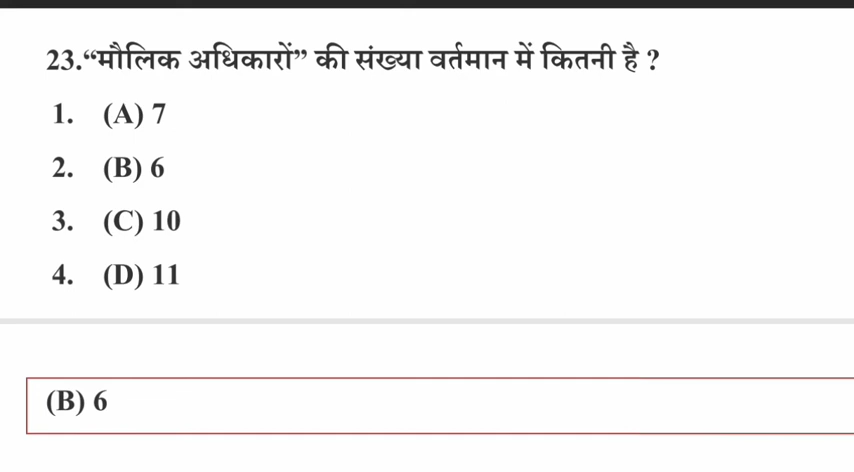 23.“मौलिक अधिकारों” की संख्या वर्तमान में कितनी है ?
1. (A) 7
2. (B) 6
3. (C) 10
4. (D) 11
(B) 6